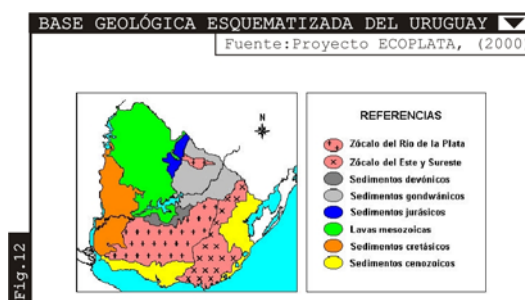 BASE GEOLÓGICA ESQUEMATIZADA DEL URUGUAY
Fuente:Proyecto ECOPLATA, (2000
N
REFERENCIAS
Zócalo del Río de la Plata
Zócalo del Este y Sureste
Sedimentos devónicos
Sedimentos gondwánicos
Sedimentos jurásicos
Lavas mesozoicas
Sedimentos cretásicos
Sedimentos cenozoicos
Fig.12